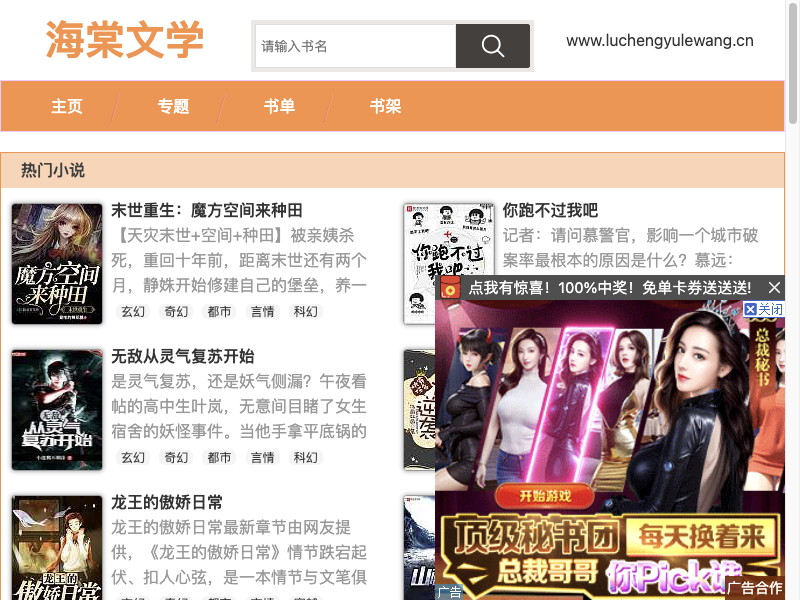 海棠文学
请输入书名
www.luchengyulewang.cn
主页
专题
书单
书架
热门小说
末世重生：魔方空间来种田
【天灾末世+空间+种田】被亲姨杀
死，重回十年前，距离末世还有两个
月，静姝开始修建自己的堡垒，养一
玄幻 奇幻 都市 言情 科幻
魔方空间
来种田
你跑不过我吧
记者：请问慕警官，影响一个城市破
案率最根本的原因是什么？慕远：
你跑不过
我吧
点我有惊喜！100%中奖！免单卡券送送送!
关闭
总裁秘书
无敌从灵气复苏开始
是灵气复苏，还是妖气侧漏？午夜看
帖的高中生叶岚，无意间目睹了女生
宿舍的妖怪事件。当他手拿平底锅的
玄幻 奇幻 都市 言情 科幻
无敌
从灵气
复苏开始
逆袭
开始游戏
顶级秘书团
每天换着来
总裁哥哥
你Pick谁
广告
广告合作
龙王的傲娇日常
龙王的傲娇日常最新章节由网友提
供，《龙王的傲娇日常》情节跌宕起
伏、扣人心弦，是一本情节与文笔俱
龙王的
傲娇日常